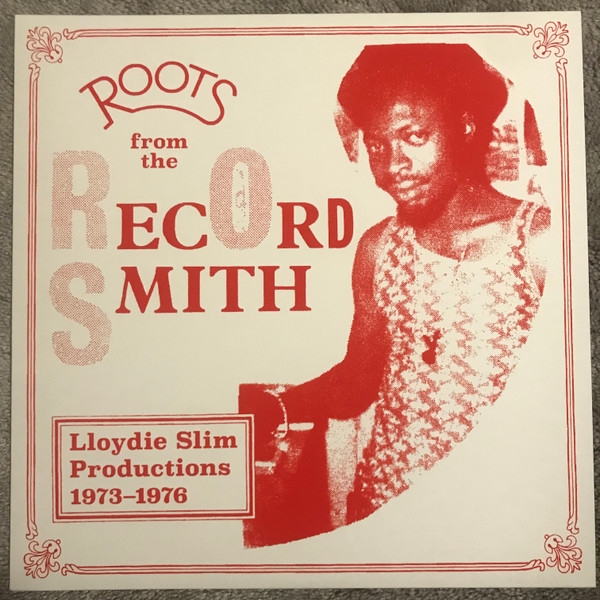 ROOTS
from
the
RECORD
SMITH
Lloydie Slim
Productions
1973–1976